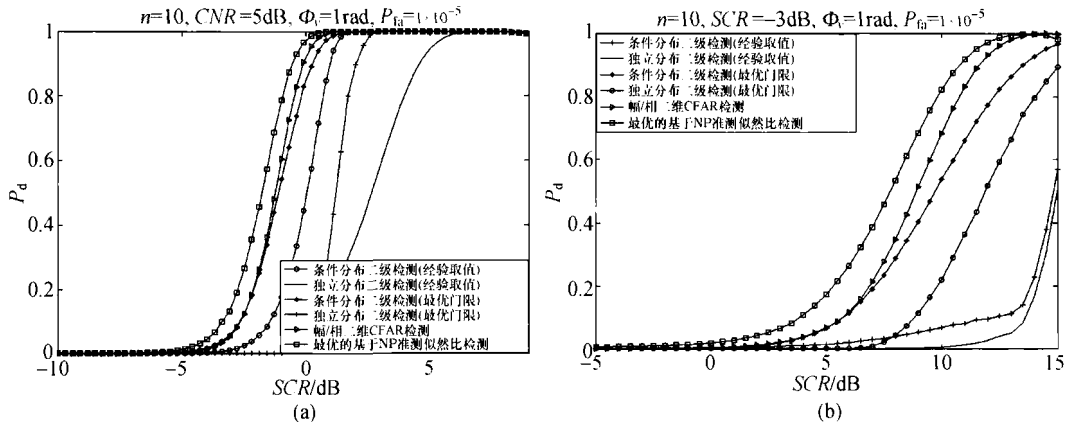 n=10, CNR=5dB, Φv=1rad, Pfa=1·10⁻⁵
1
0.8
0.6
0.4
0.2
0
Pd
条件分布二级检测(经验取值)
独立分布二级检测(经验取值)
条件分布二级检测(最优门限)
独立分布二级检测(最优门限)
幅/相二维CFAR检测
最优的基于NP准测似然比检测
-10 -5 0 5
SCR/dB
(a)
n=10, SCR=-3dB, Φv=1rad, Pfa=1·10⁻⁵
1
0.8
0.6
0.4
0.2
0
Pd
条件分布二级检测(经验取值)
独立分布二级检测(经验取值)
条件分布二级检测(最优门限)
独立分布二级检测(最优门限)
幅/相二维CFAR检测
最优的基于NP准测似然比检测
-5 0 5 10 15
SCR/dB
(b)